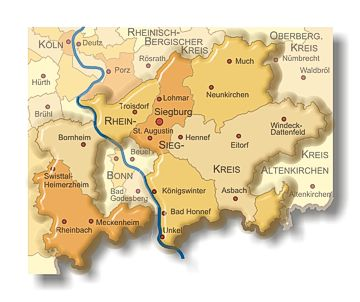 RHEINISCH-
BERGISCHER
KREIS
OBERBERG.
KREIS
KÖLN
Deutz
Rösrath
Nümbrecht
Much
Waldbröl
Porz
Hürth
Lohmar
Neunkirchen
Troisdorf
Brühl
Siegburg
RHEIN-
Windeck-
Dattenfeld
St. Augustin
Hennef
Bornheim
SIEG-
Eitorf
Beuel
KREIS
KREIS
ALTENKIRCHEN
Swisttal-
Heimerzheim
BONN
Bad
Godesberg
Königswinter
Asbach
Altenkirchen
Rheinbach
Meckenheim
Bad Honnef
Unkel